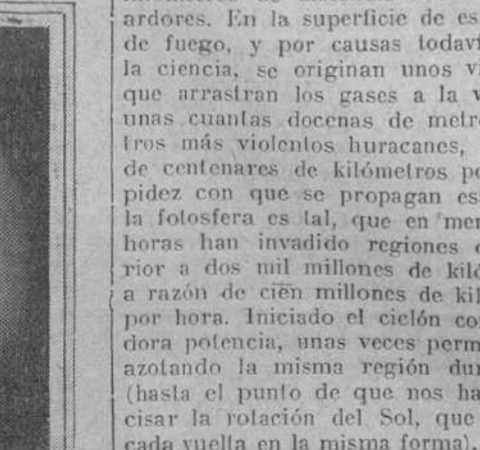 ardores. En la superficie de es
de fuego, y por causas todaví
la ciencia, se originan unos v
que arrastran los gases a la v
unas cuantas docenas de metr
tros más violentos huracanes,
de centenares de kilómetros p
pidez con que se propagan es
la fotosfera es tal, que en men
horas han invadido regiones
rior a dos mil millones de kil
a razón de cien millones de kil
por hora. Iniciado el ciclón co
dora potencia, unas veces perm
azotando la misma región du
(hasta el punto de que nos ha
cisar la rotación del Sol, que
cada vuelta en la misma forma),